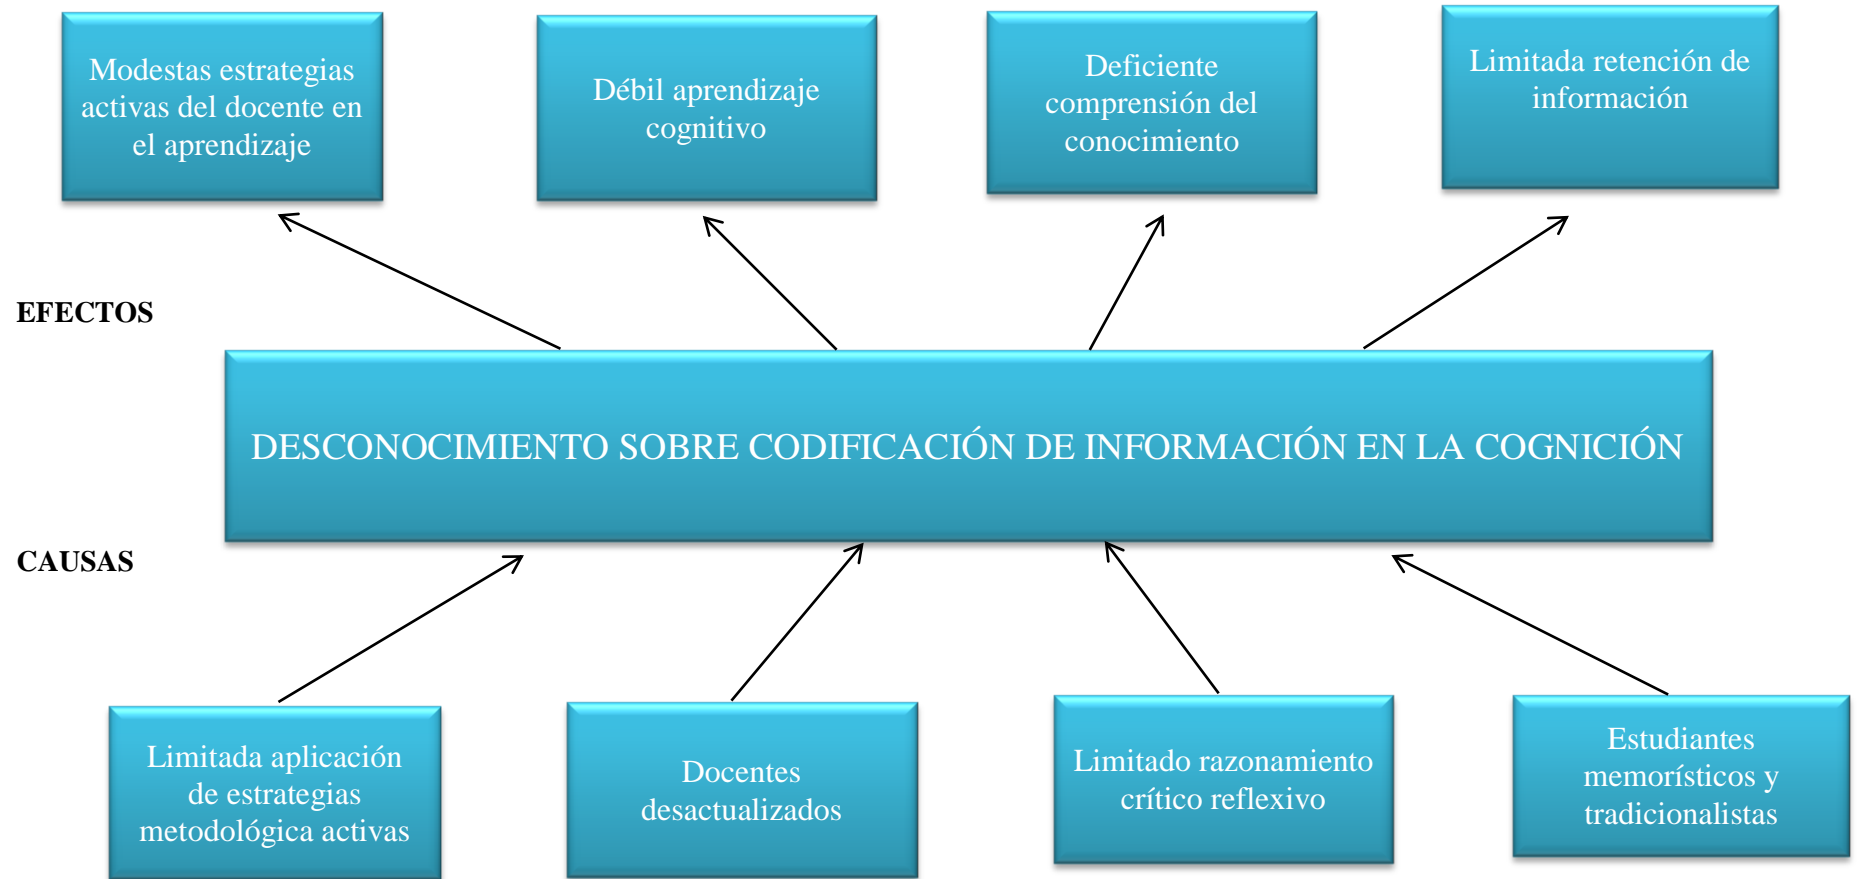 Modestas estrategias
activas del docente en
el aprendizaje
Débil aprendizaje
cognitivo
Deficiente
comprensión del
conocimiento
Limitada retención de
información
EFECTOS
DESCONOCIMIENTO SOBRE CODIFICACIÓN DE INFORMACIÓN EN LA COGNICIÓN
CAUSAS
Limitada aplicación
de estrategias
metodológica activas
Docentes
desactualizados
Limitado razonamiento
crítico reflexivo
Estudiantes
memorísticos y
tradicionalistas